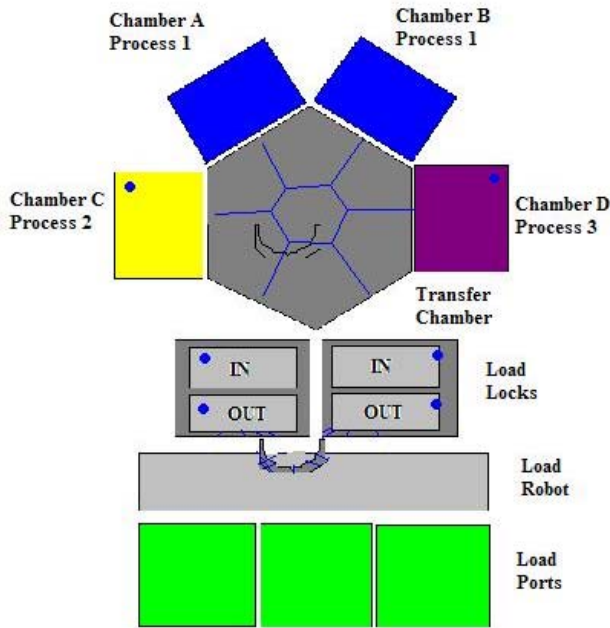 Chamber A
Process 1
Chamber B
Process 1
Chamber C
Process 2
Chamber D
Process 3
Transfer
Chamber
IN
IN
Load
Locks
OUT
OUT
Load
Robot
Load
Ports